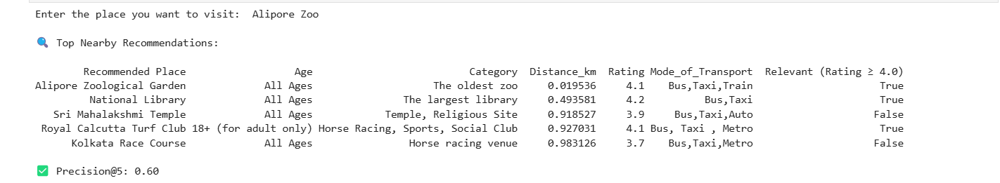 Enter the place you want to visit:  Alipore Zoo
🔍 Top Nearby Recommendations:
Recommended Place Age Category Distance_km Rating Mode_of_Transport Relevant (Rating ≥ 4.0)
Alipore Zoological Garden All Ages The oldest zoo 0.019536 4.1 Bus,Taxi,Train True
National Library All Ages The largest library 0.493581 4.2 Bus,Taxi True
Sri Mahalakshmi Temple All Ages Temple, Religious Site 0.918527 3.9 Bus,Taxi,Auto False
Royal Calcutta Turf Club 18+ (for adult only) Horse Racing, Sports, Social Club 0.927031 4.1 Bus, Taxi , Metro True
Kolkata Race Course All Ages Horse racing venue 0.983126 3.7 Bus,Taxi,Metro False
✅ Precision@5: 0.60